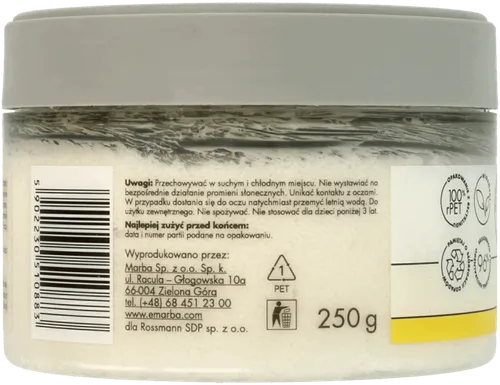 Uwagi: Przechowywać w suchym i chłodnym miejscu. Nie wystawiać na
bezpośrednie działanie promieni słonecznych. Unikać kontaktu z oczami.
W przypadku dostania się do oczu natychmiast przemyć letnią wodą. Do
użytku zewnętrznego. Nie spożywać. Nie stosować dla dzieci poniżej 3 lat.
Najlepiej zużyć przed końcem:
data i numer partii podane na opakowaniu.
Wyprodukowano przez:
Marba Sp. z o.o. Sp. k.
ul. Racula – Głogowska 10a
66-004 Zielona Góra
tel. (+48) 68 451 23 00
www.emarba.com
dla Rossmann SDP sp. z o.o.
1
PET
250 g
100%
rPET